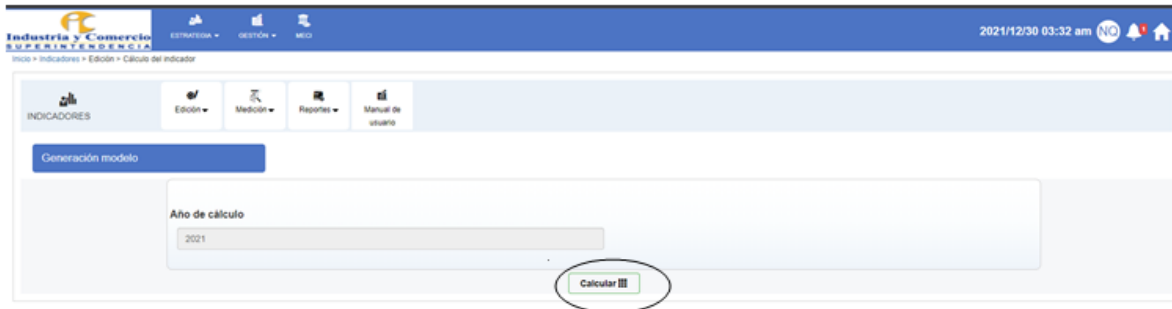 Industria y Comercio
SUPERINTENDENCIA
ESTRATEGIA
GESTIÓN
MECI
2021/12/30 03:32 am NQ
Inicio > Indicadores > Edición > Cálculo del indicador
INDICADORES
Edición
Medición
Reportes
Manual de
usuario
Generación modelo
Año de cálculo
2021
Calcular